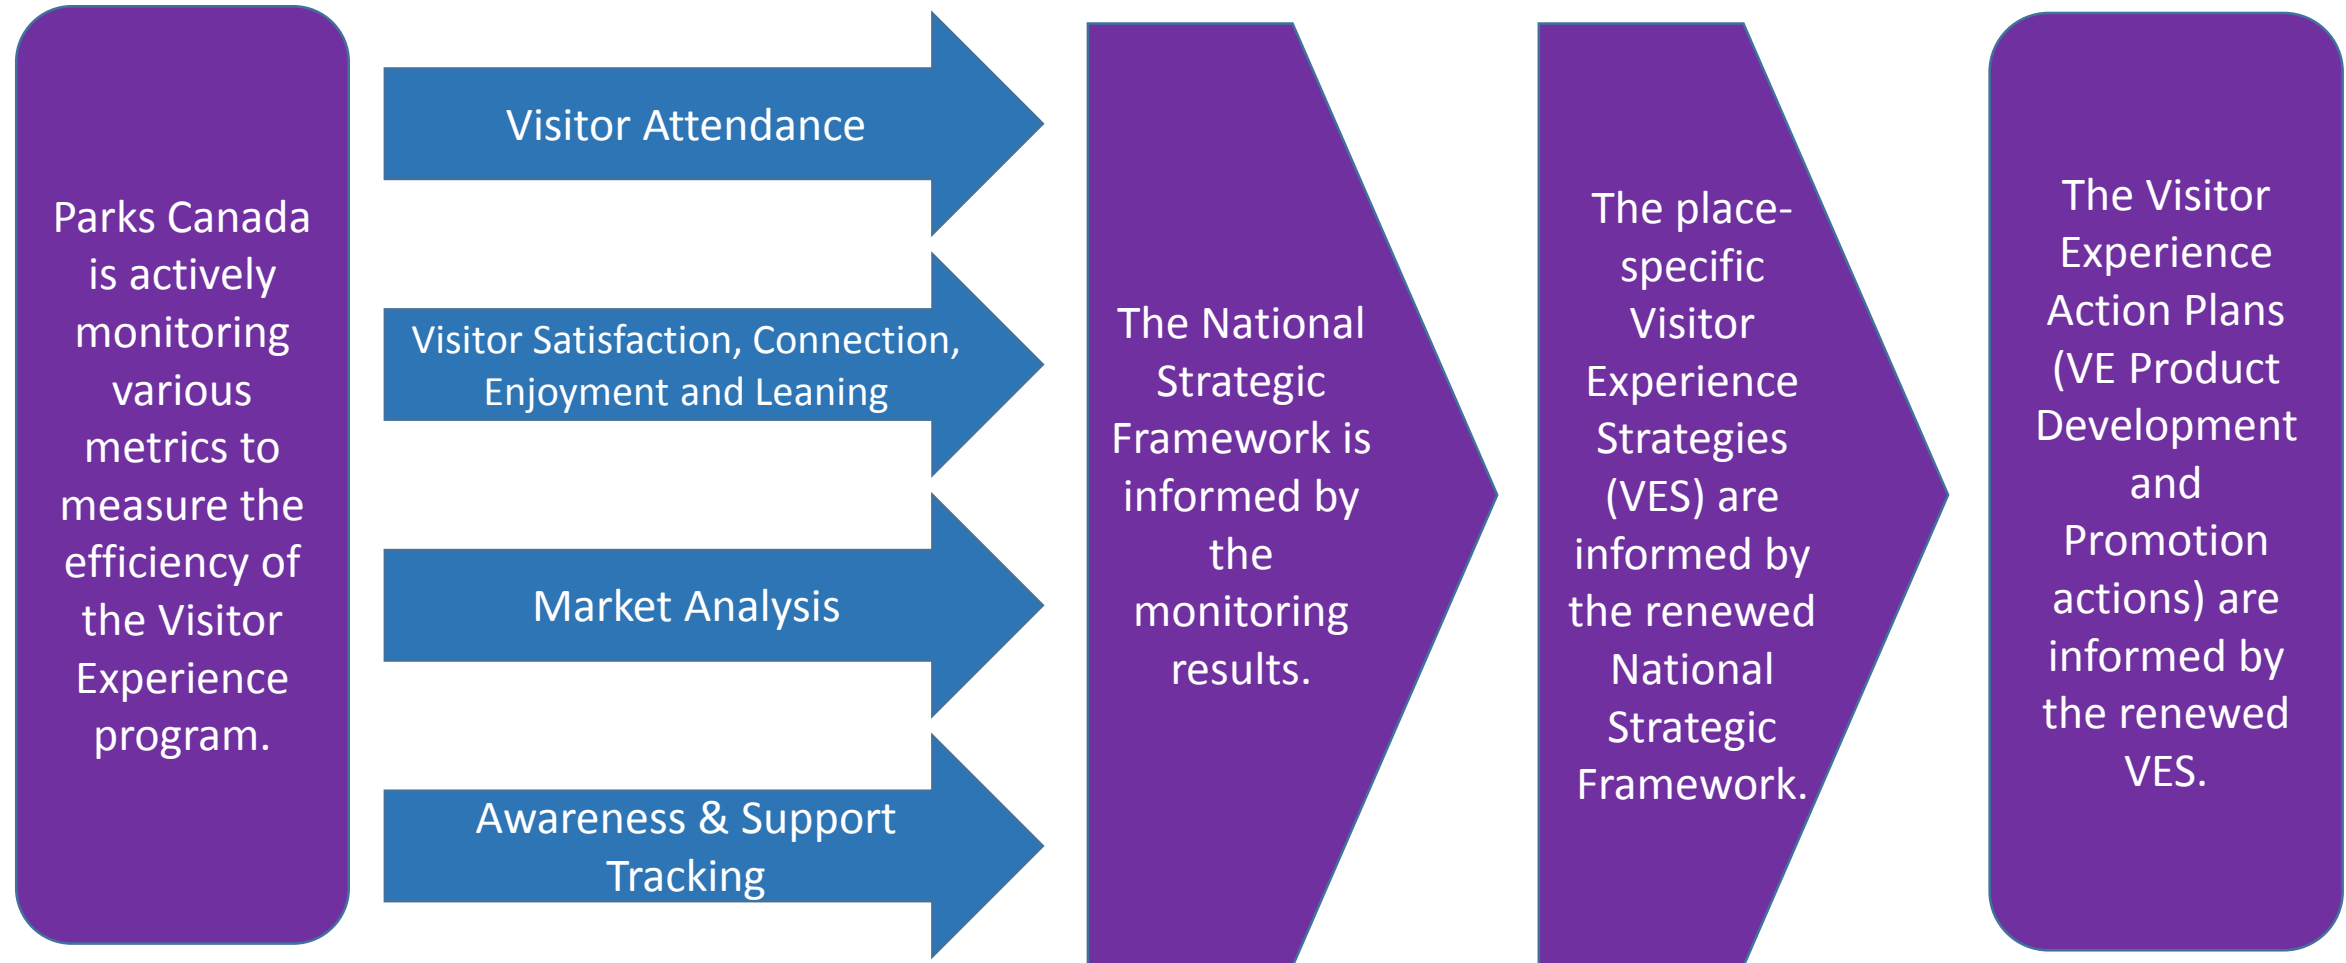 Parks Canada
is actively
monitoring
various
metrics to
measure the
efficiency of
the Visitor
Experience
program.
Visitor Attendance
Visitor Satisfaction, Connection,
Enjoyment and Leaning
Market Analysis
Awareness & Support
Tracking
The National
Strategic
Framework is
informed by
the
monitoring
results.
The place-
specific
Visitor
Experience
Strategies
(VES) are
informed by
the renewed
National
Strategic
Framework.
The Visitor
Experience
Action Plans
(VE Product
Development
and
Promotion
actions) are
informed by
the renewed
VES.